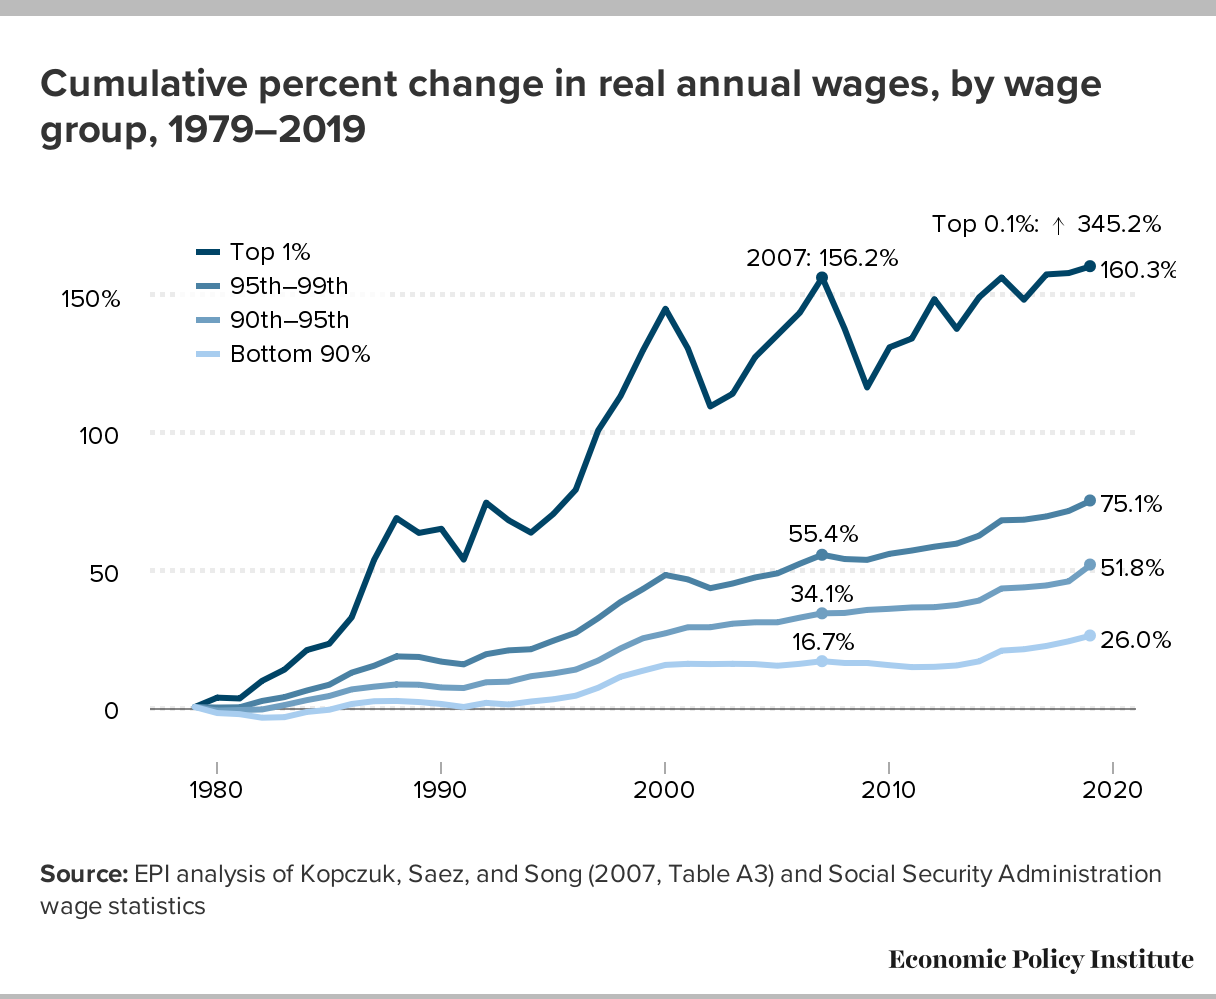 Cumulative percent change in real annual wages, by wage
group, 1979–2019
Top 0.1%: ↑ 345.2%
Top 1%
95th–99th
90th–95th
Bottom 90%
2007: 156.2%
160.3%
150%
100
75.1%
55.4%
50
51.8%
34.1%
16.7%
26.0%
0
1980
1990
2000
2010
2020
Source: EPI analysis of Kopczuk, Saez, and Song (2007, Table A3) and Social Security Administration
wage statistics
Economic Policy Institute